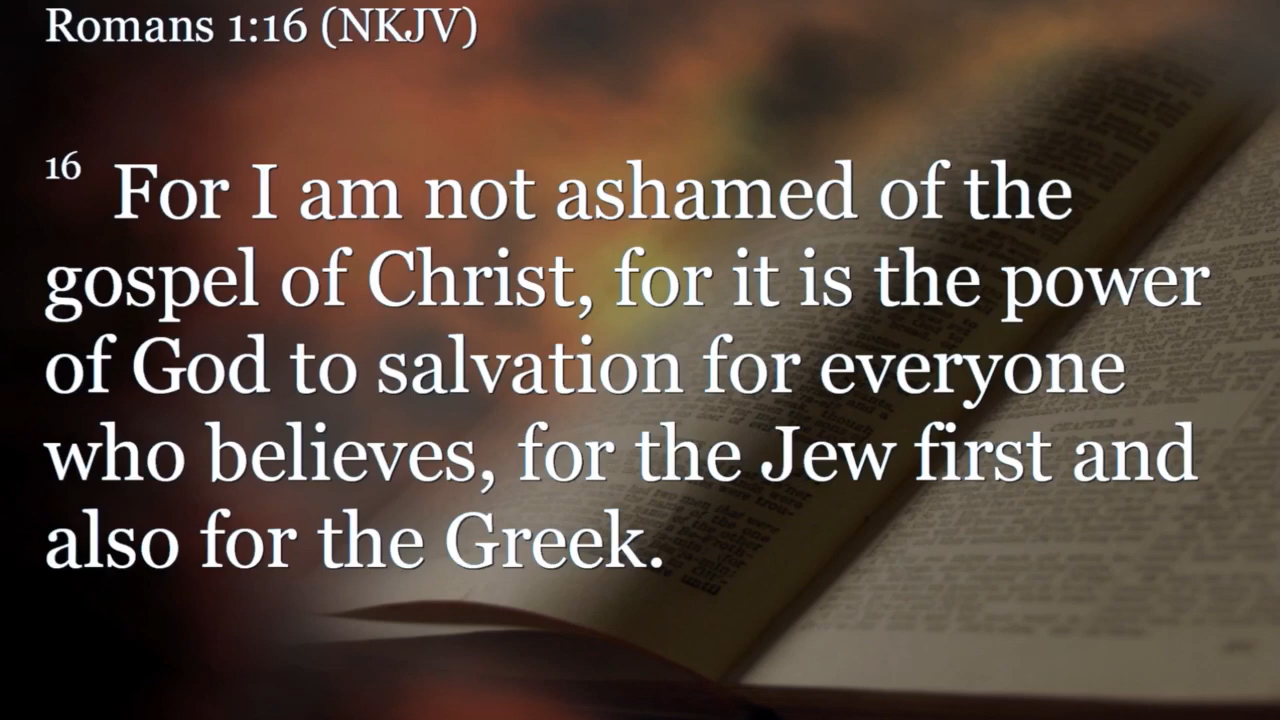 Romans 1:16 (NKJV)
16 For I am not ashamed of the
gospel of Christ, for it is the power
of God to salvation for everyone
who believes, for the Jew first and
also for the Greek.